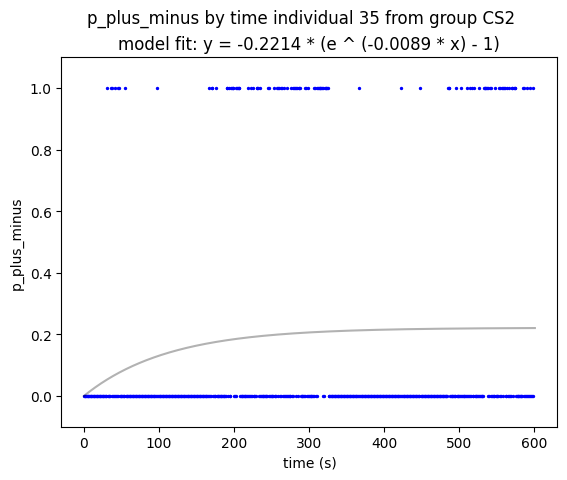 p_plus_minus by time individual 35 from group CS2
model fit: y = -0.2214 * (e ^ (-0.0089 * x) - 1)
1.0
0.8
0.6
0.4
0.2
0.0
p_plus_minus
0 100 200 300 400 500 600
time (s)